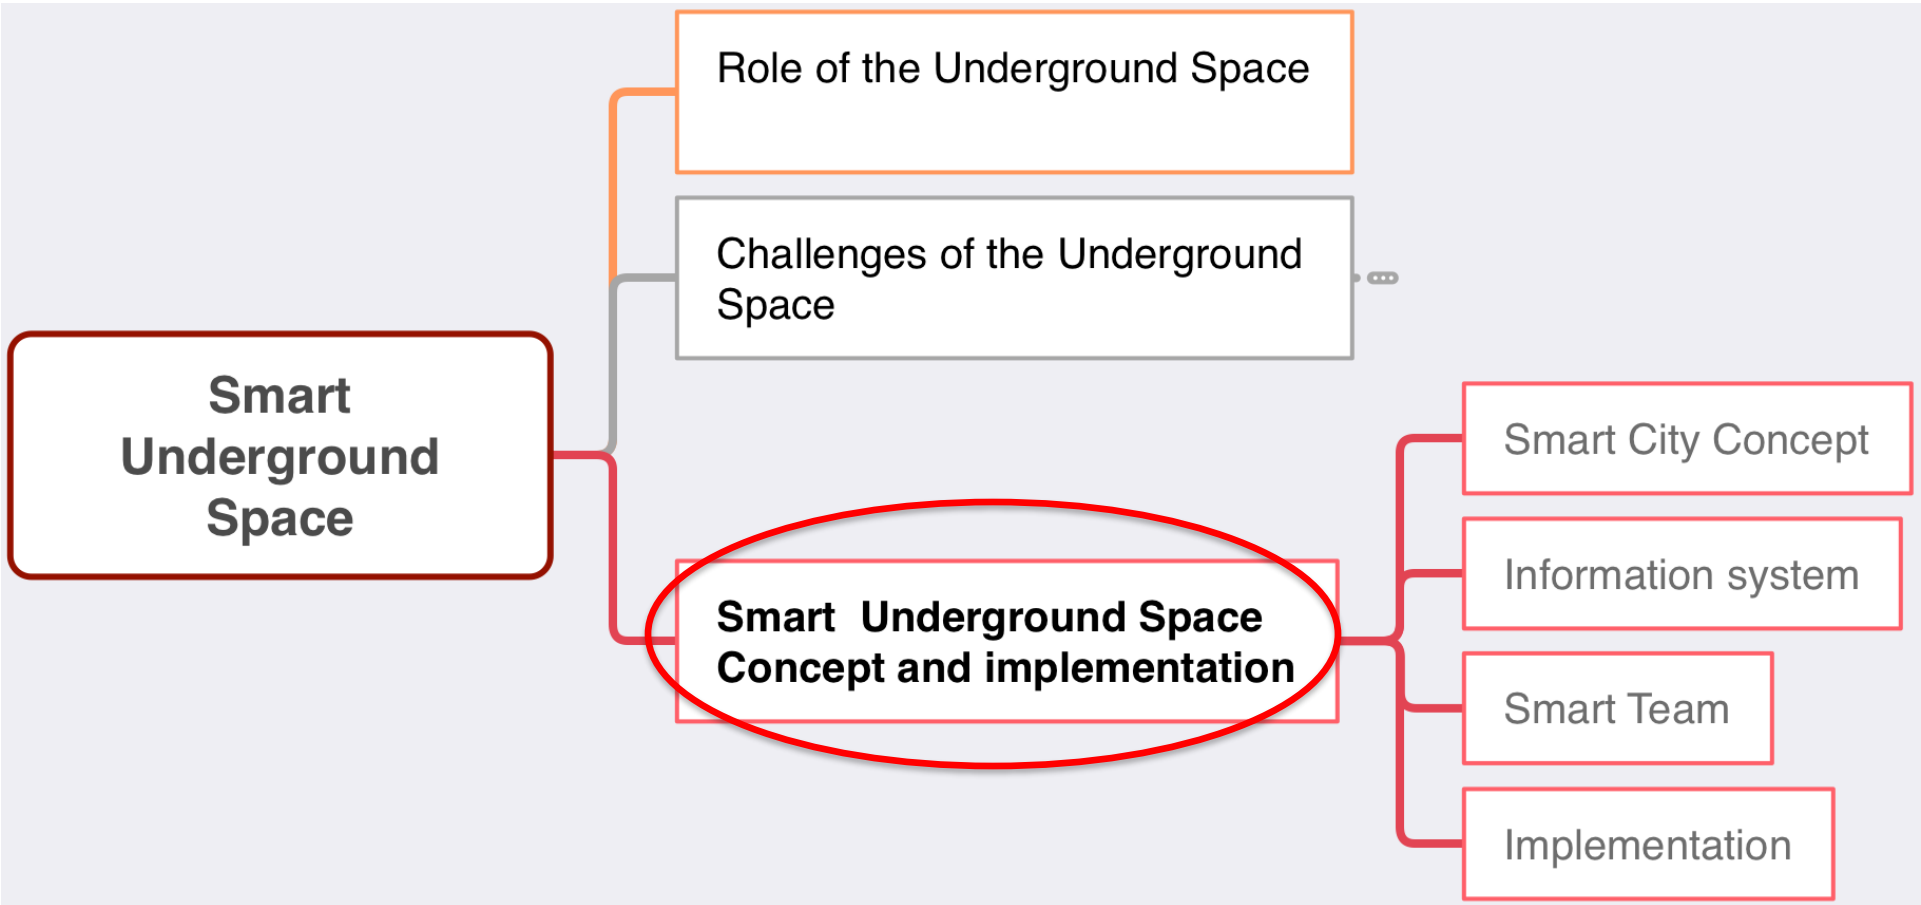 Role of the Underground Space
Challenges of the Underground
Space
Smart
Underground
Space
Smart City Concept
Information system
Smart  Underground Space
Concept and implementation
Smart Team
Implementation